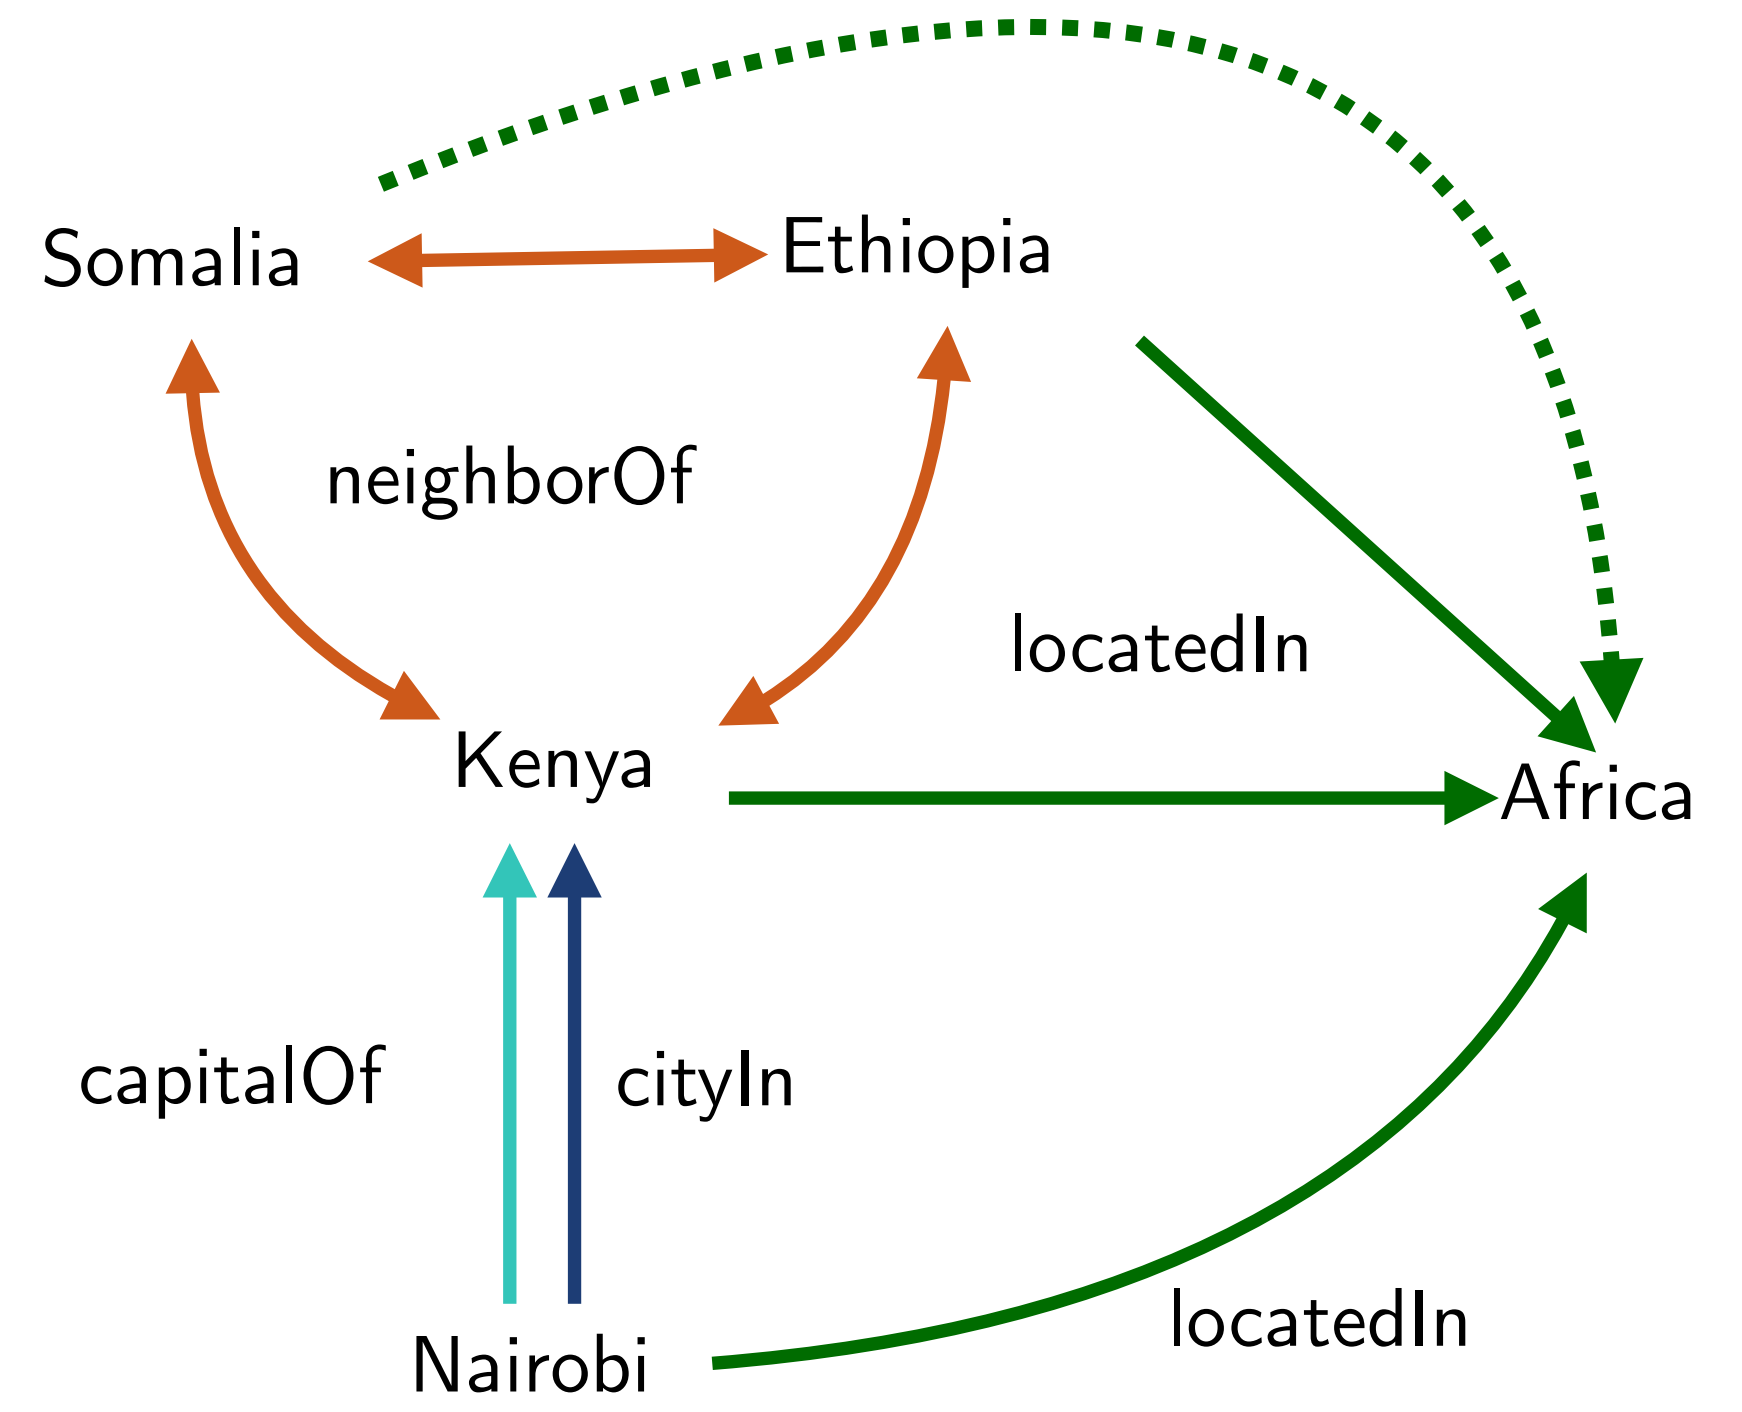 Somalia
Ethiopia
neighborOf
locatedIn
Kenya
Africa
capitalOf
cityIn
locatedIn
Nairobi